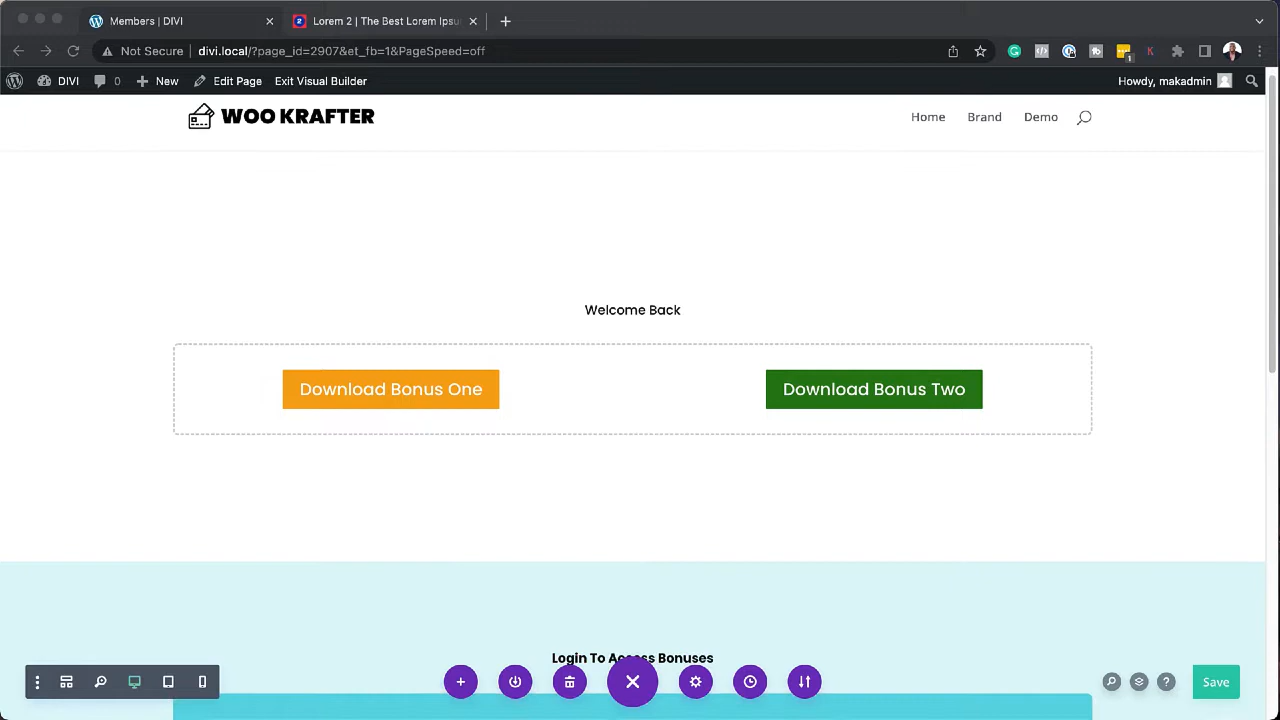 Members | DIVI
Lorem 2 | The Best Lorem Ipsu
Not Secure
divi.local/?page_id=2907&et_fb=1&PageSpeed=off
1
DIVI
0
New
Edit Page
Exit Visual Builder
Howdy, makadmin
WOO KRAFTER
Home
Brand
Demo
Welcome Back
Download Bonus One
Download Bonus Two
Login To Access Bonuses
Save